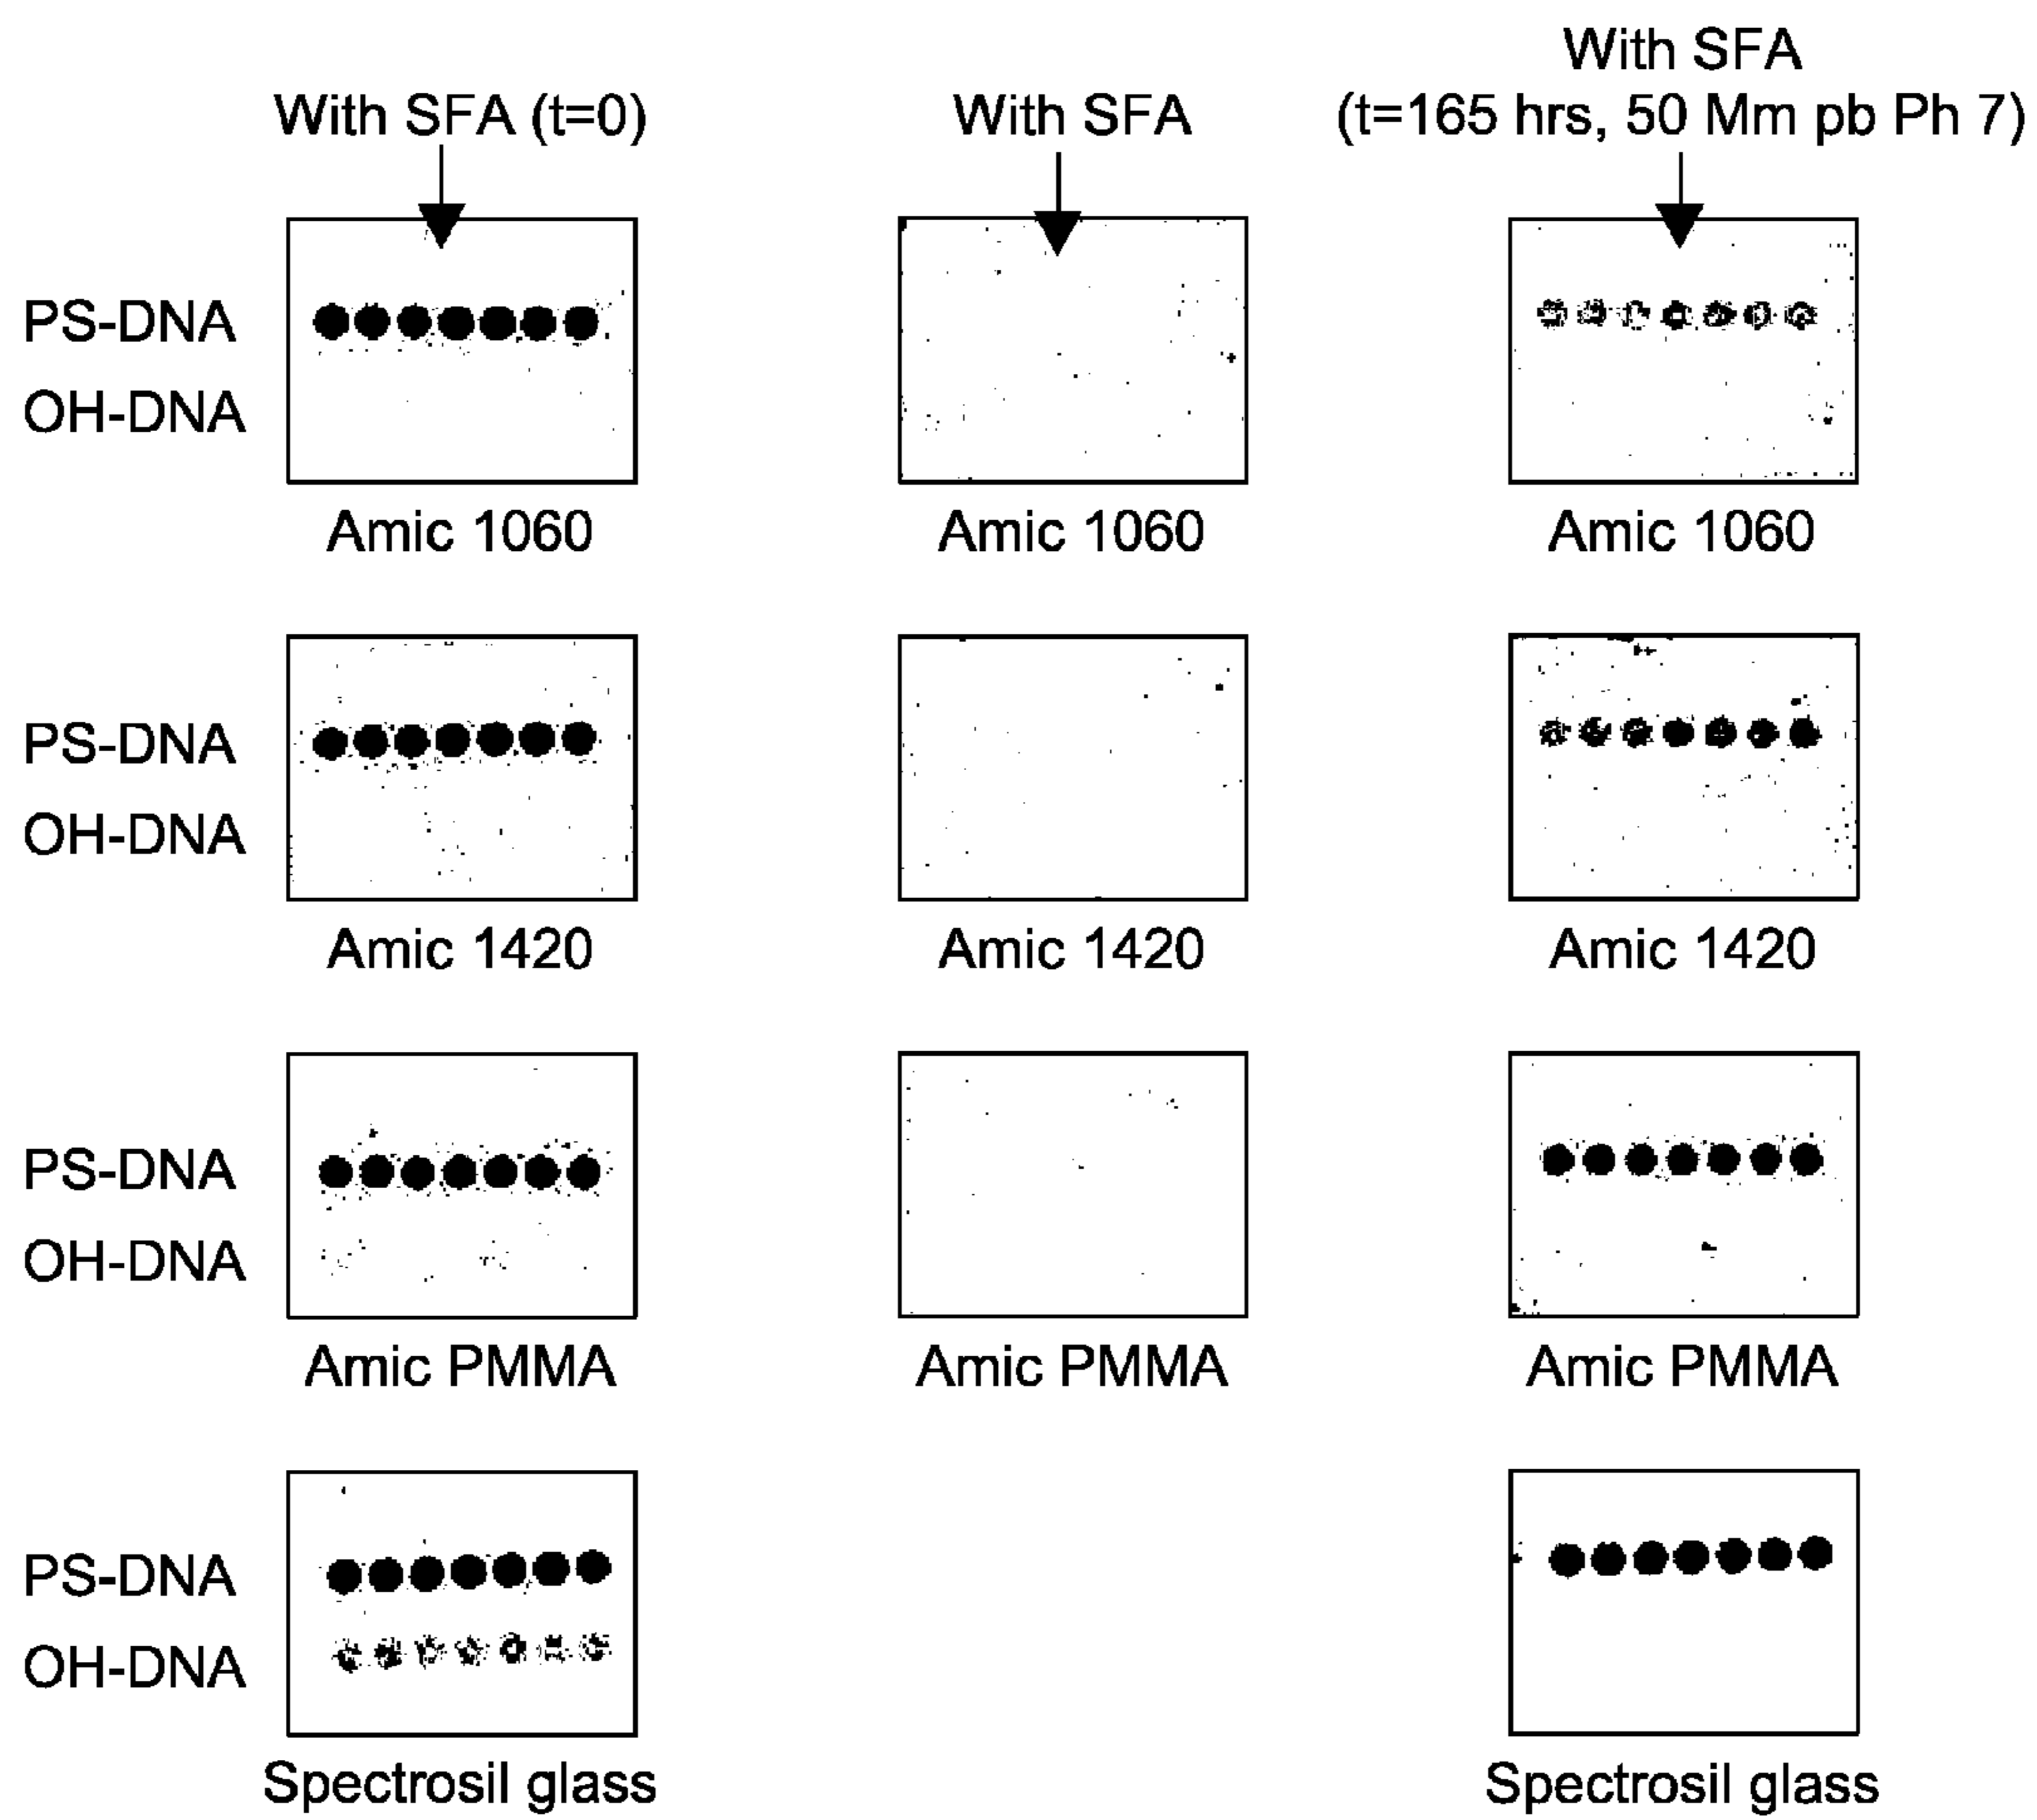 With SFA (t=0)
With SFA
With SFA
(t=165 hrs, 50 Mm pb Ph 7)
PS-DNA
OH-DNA
Amic 1060
Amic 1060
Amic 1060
PS-DNA
OH-DNA
Amic 1420
Amic 1420
Amic 1420
PS-DNA
OH-DNA
Amic PMMA
Amic PMMA
Amic PMMA
PS-DNA
OH-DNA
Spectrosil glass
Spectrosil glass